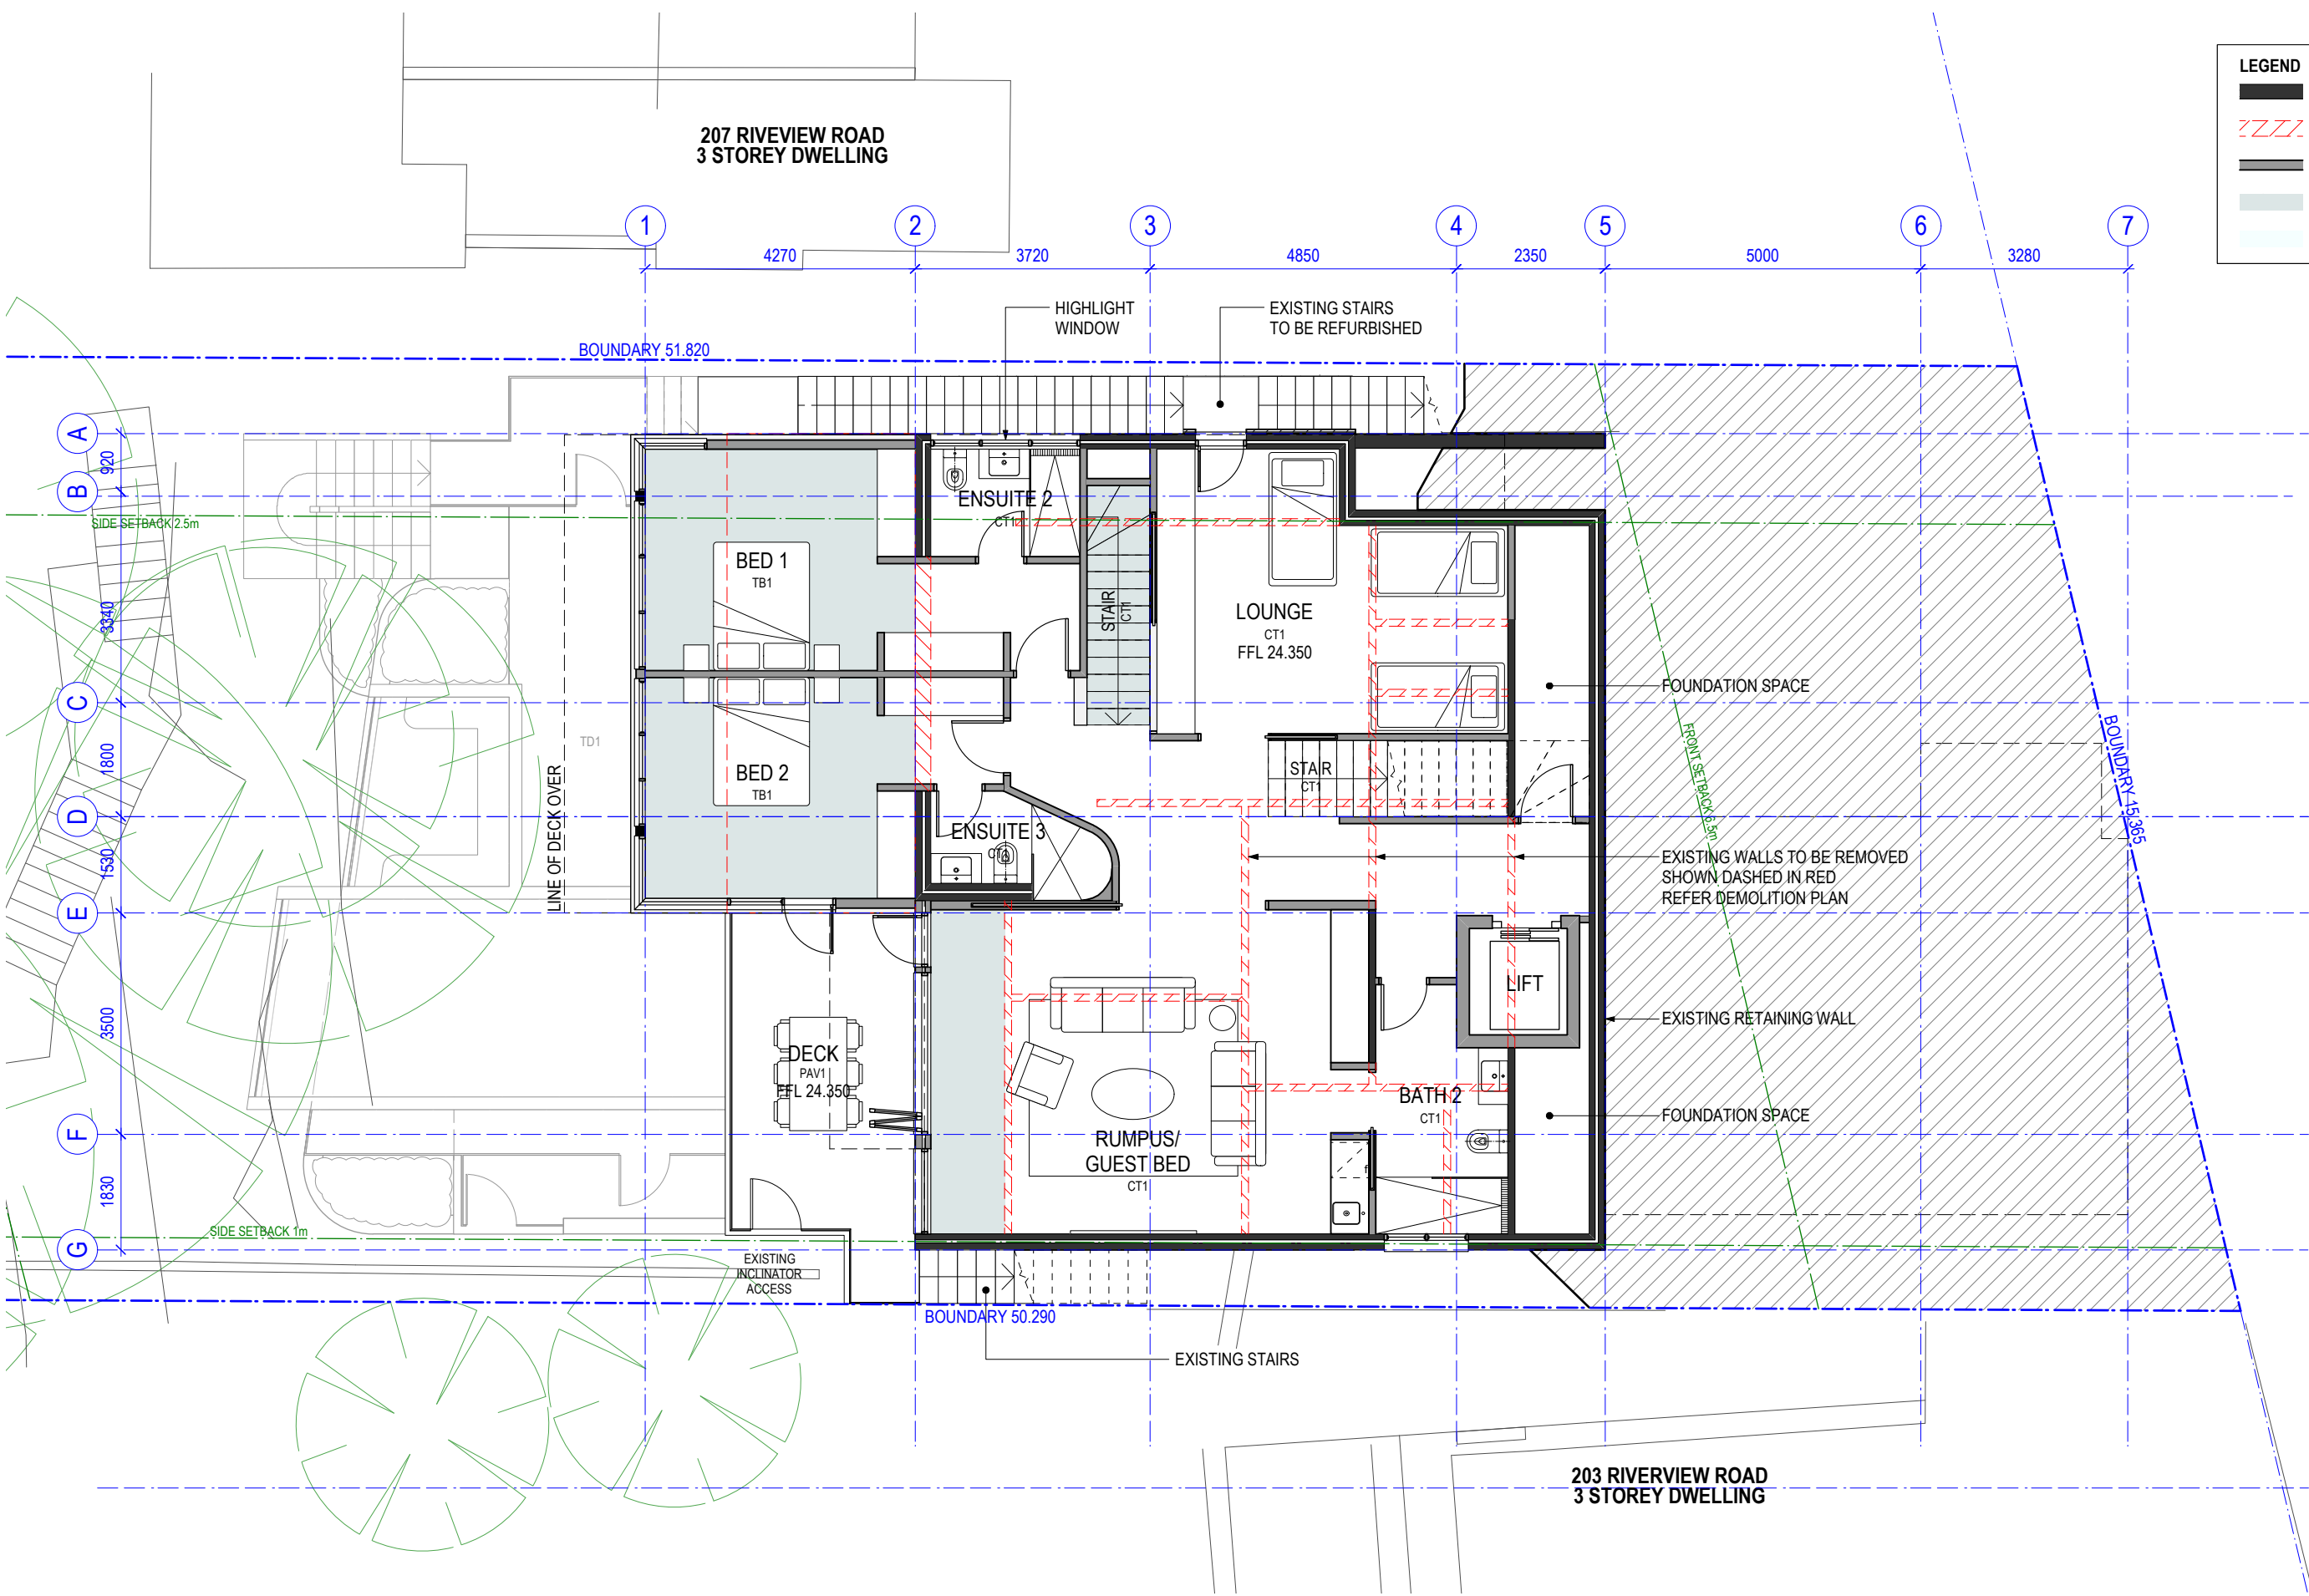 LEGEND
207 RIVEVIEW ROAD
3 STOREY DWELLING
1
2
3
4
5
6
7
4270
3720
4850
2350
5000
3280
HIGHLIGHT
WINDOW
EXISTING STAIRS
TO BE REFURBISHED
BOUNDARY 51.820
A
920
B
SIDE SETBACK 2.5m
3340
C
1800
D
1530
E
3500
F
1830
G
ENSUITE 2
CT1
BED 1
TB1
STAIR
CT1
LOUNGE
CT1
FFL 24.350
FOUNDATION SPACE
TD1
LINE OF DECK OVER
BED 2
TB1
STAIR
CT1
FRONT SETBACK 6.5m
BOUNDARY 15.365
ENSUITE 3
EXISTING WALLS TO BE REMOVED
SHOWN DASHED IN RED
REFER DEMOLITION PLAN
LIFT
EXISTING RETAINING WALL
DECK
PAV1
FFL 24.350
BATH 2
CT1
FOUNDATION SPACE
RUMPUS/
GUEST BED
CT1
f
SIDE SETBACK 1m
EXISTING
INCLINATOR
ACCESS
BOUNDARY 50.290
EXISTING STAIRS
203 RIVERVIEW ROAD
3 STOREY DWELLING